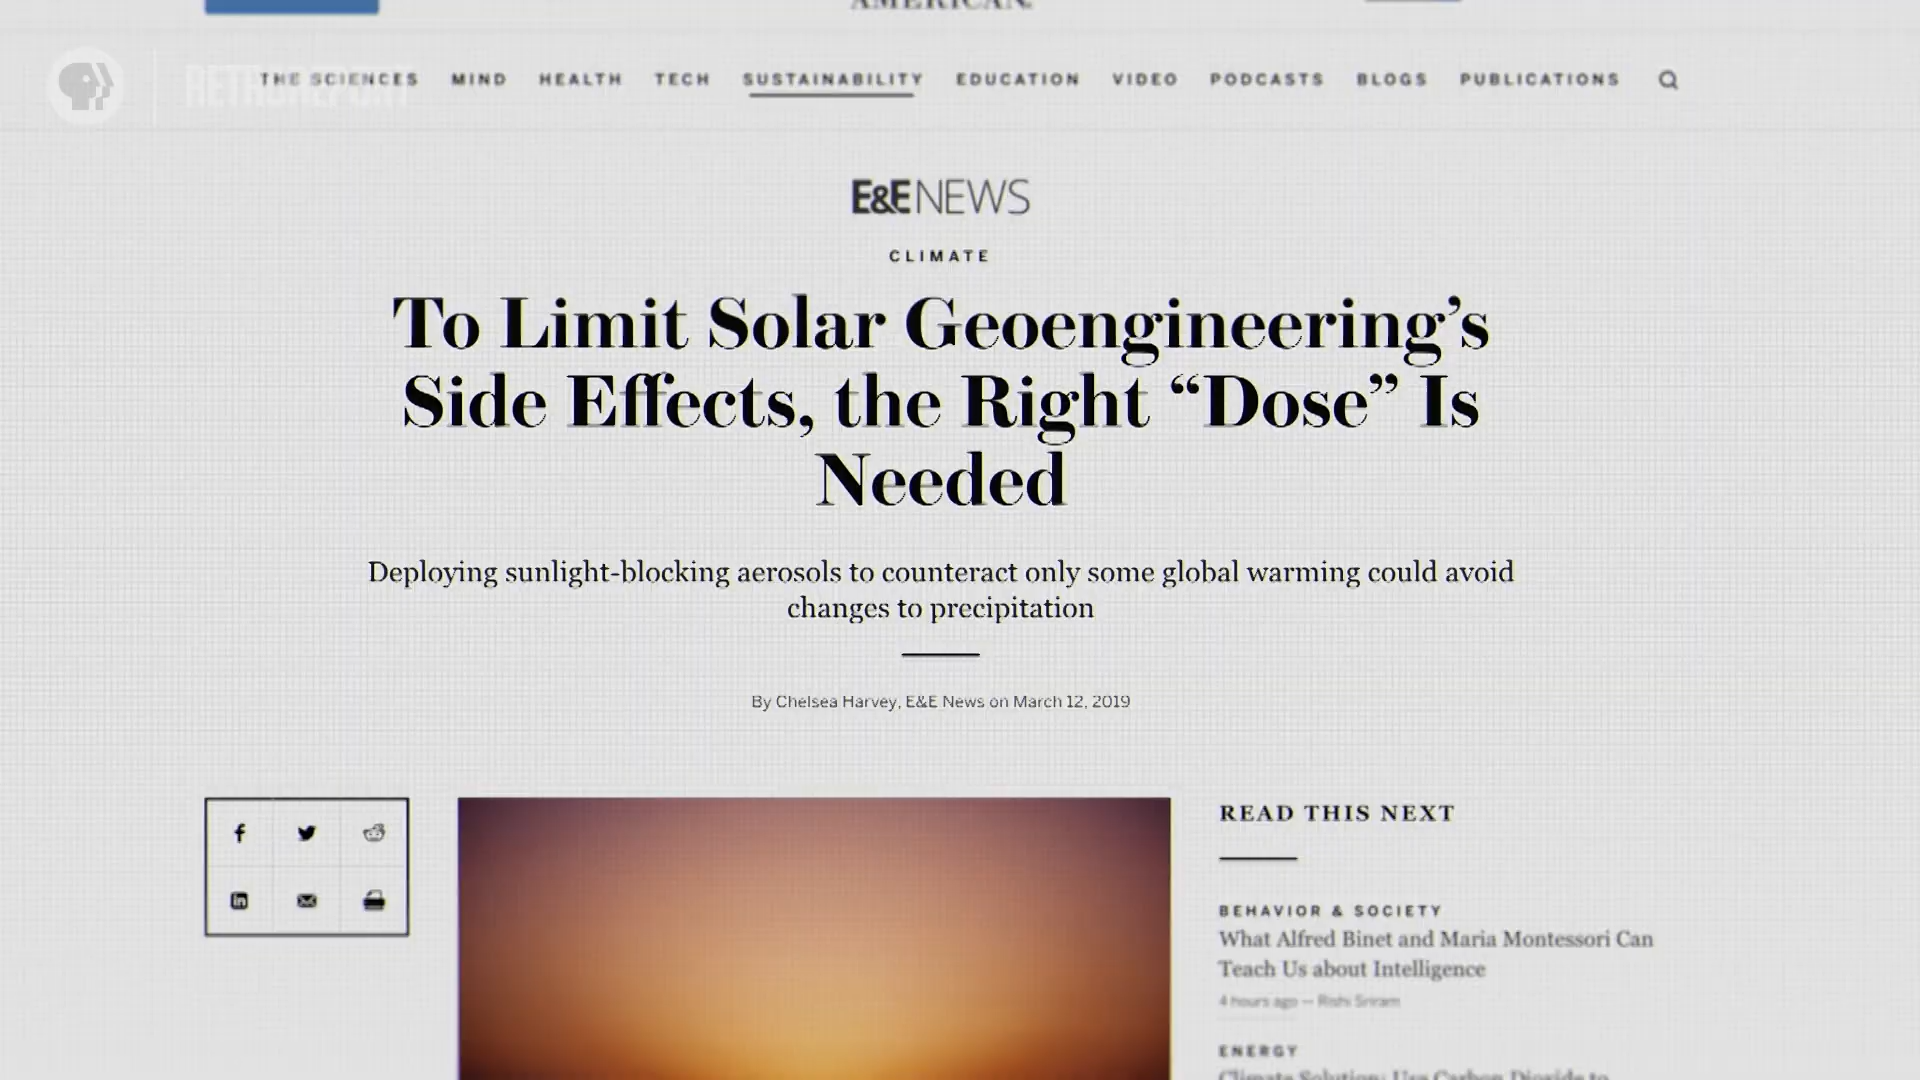 AMERICAN.
RETRO REPORT
THE SCIENCES MIND HEALTH TECH SUSTAINABILITY EDUCATION VIDEO PODCASTS BLOGS PUBLICATIONS
E&E NEWS
CLIMATE
To Limit Solar Geoengineering’s
Side Effects, the Right “Dose” Is
Needed
Deploying sunlight-blocking aerosols to counteract only some global warming could avoid
changes to precipitation
By Chelsea Harvey, E&E News on March 12, 2019
READ THIS NEXT
BEHAVIOR & SOCIETY
What Alfred Binet and Maria Montessori Can
Teach Us about Intelligence
4 hours ago — Rishi Sriram
ENERGY
Climate Solution: Use Carbon Dioxide to